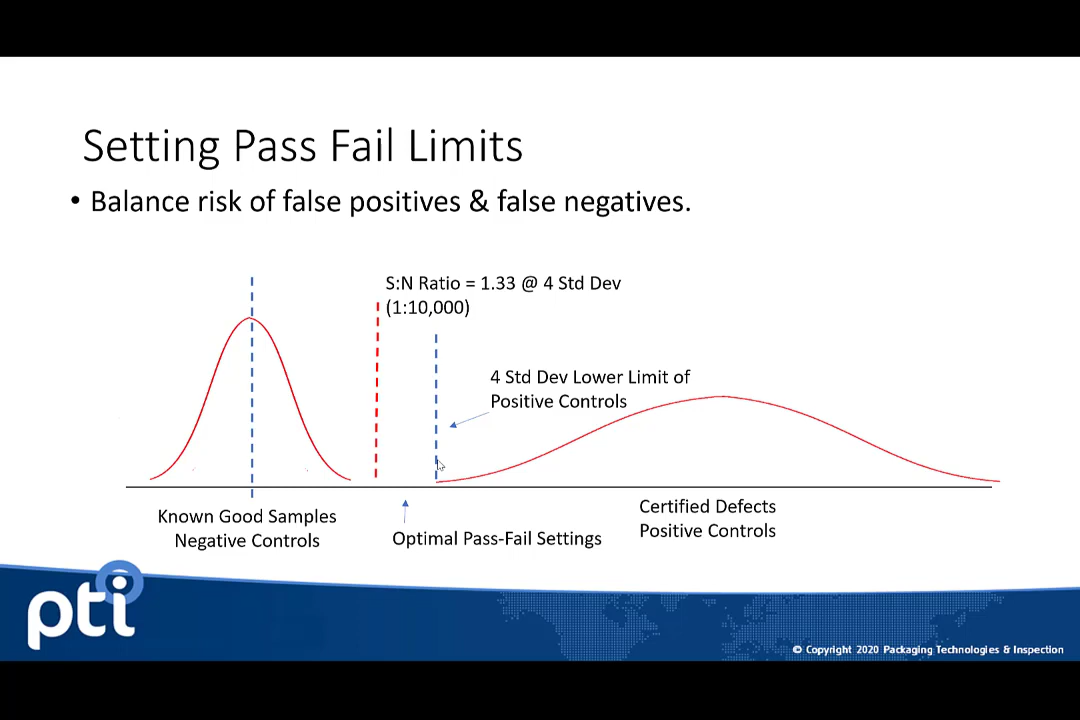 Setting Pass Fail Limits
• Balance risk of false positives & false negatives.
S:N Ratio = 1.33 @ 4 Std Dev
(1:10,000)
4 Std Dev Lower Limit of
Positive Controls
Known Good Samples
Negative Controls
Optimal Pass-Fail Settings
Certified Defects
Positive Controls
pti
© Copyright 2020 Packaging Technologies & Inspection